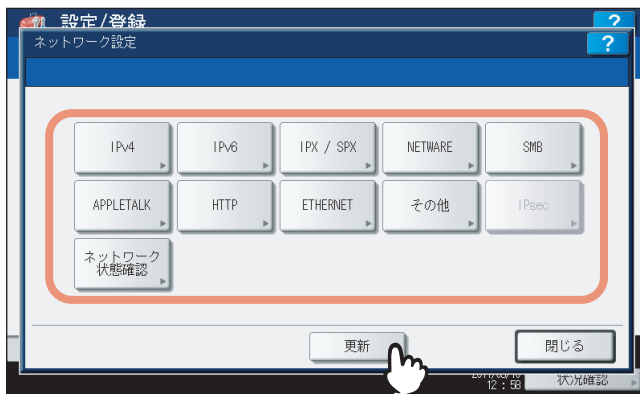 設定/登録
?
ネットワーク設定
?
IPv4
IPv6
IPX / SPX
NETWARE
SMB
APPLETALK
HTTP
ETHERNET
その他
IPsec
ネットワーク
状態確認
更新
閉じる
12：58
状況確認